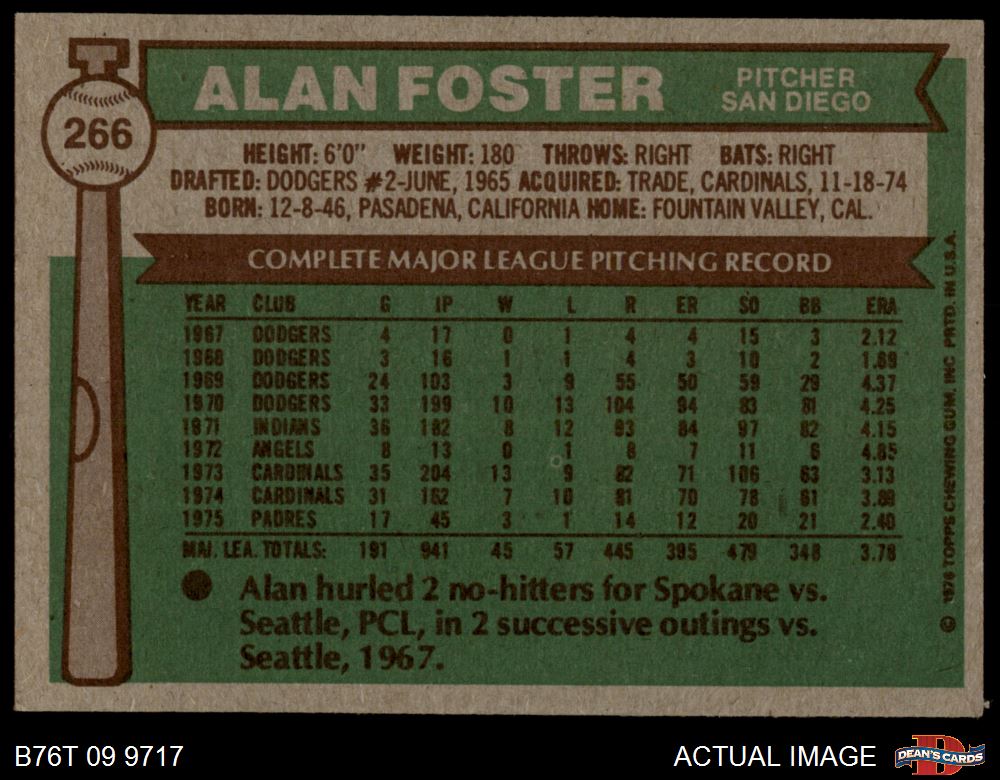 266
ALAN FOSTER
PITCHER
SAN DIEGO
HEIGHT: 6'0" WEIGHT: 180 THROWS: RIGHT BATS: RIGHT
DRAFTED: DODGERS #2-JUNE, 1965 ACQUIRED: TRADE, CARDINALS, 11-18-74
BORN: 12-8-46, PASADENA, CALIFORNIA HOME: FOUNTAIN VALLEY, CAL.
COMPLETE MAJOR LEAGUE PITCHING RECORD
YEAR CLUB G IP W L R ER SO BB ERA
1967 DODGERS 4 17 0 1 4 4 15 3 2.12
1968 DODGERS 3 16 1 1 4 3 10 2 1.69
1969 DODGERS 24 103 3 9 55 50 59 29 4.37
1970 DODGERS 33 199 10 13 104 94 83 81 4.25
1971 INDIANS 36 182 8 12 93 84 97 82 4.15
1972 ANGELS 8 13 0 1 8 7 11 6 4.85
1973 CARDINALS 35 204 13 9 82 71 106 63 3.13
1974 CARDINALS 31 162 7 10 81 70 78 61 3.89
1975 PADRES 17 45 3 1 14 12 20 21 2.40
MAJ. LEA. TOTALS: 191 941 45 57 445 395 479 348 3.78
Alan hurled 2 no-hitters for Spokane vs.
Seattle, PCL, in 2 successive outings vs.
Seattle, 1967.
© 1976 TOPPS CHEWING GUM, INC PRTD. IN U.S.A.
B76T 09 9717
ACTUAL IMAGE
D
DEAN'S CARDS